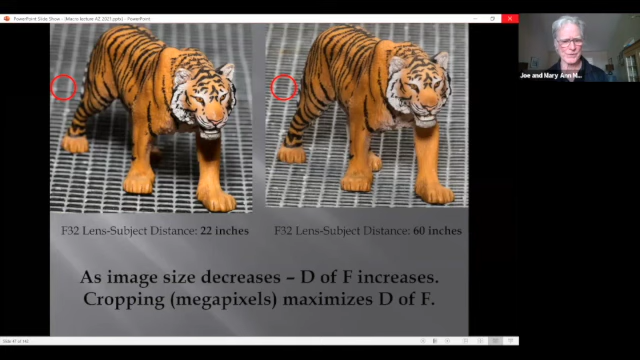 PowerPoint Slide Show - [Macro lecture AZ 2021.pptx] - PowerPoint
Joe and Mary Ann M...
F32 Lens-Subject Distance: 22 inches
F32 Lens-Subject Distance: 60 inches
As image size decreases – D of F increases.
Cropping (megapixels) maximizes D of F.